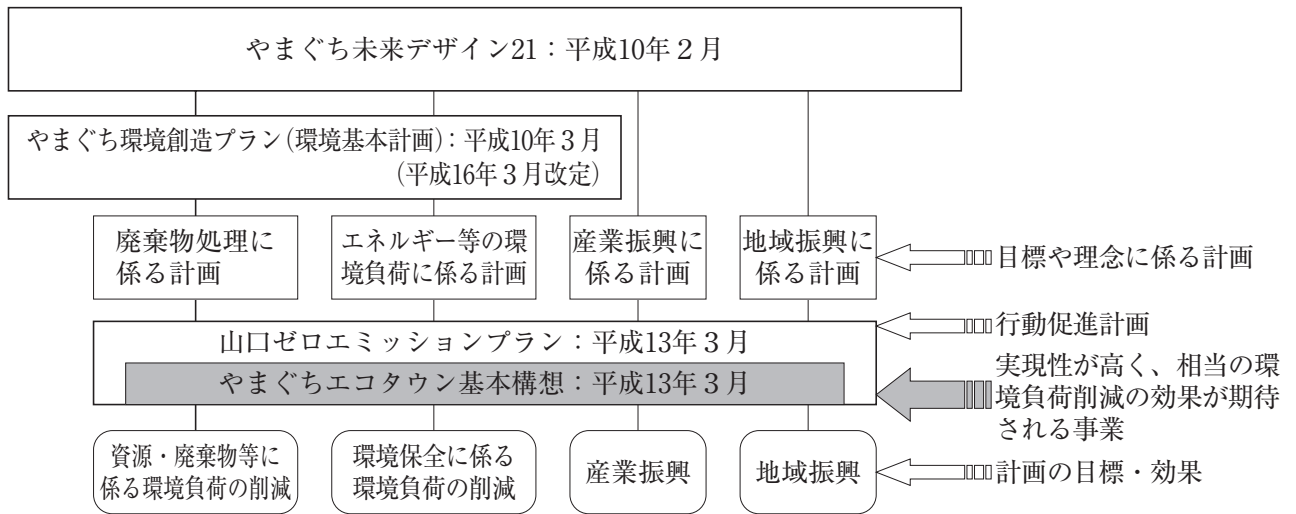 やまぐち未来デザイン21：平成10年２月
やまぐち環境創造プラン（環境基本計画）：平成10年３月
（平成16年３月改定）
廃棄物処理に
係る計画
エネルギー等の環
境負荷に係る計画
産業振興に
係る計画
地域振興に
係る計画
目標や理念に係る計画
山口ゼロエミッションプラン：平成13年３月
行動促進計画
やまぐちエコタウン基本構想：平成13年３月
実現性が高く、相当の環
境負荷削減の効果が期待
される事業
資源・廃棄物等に
係る環境負荷の削減
環境保全に係る
環境負荷の削減
産業振興
地域振興
計画の目標・効果